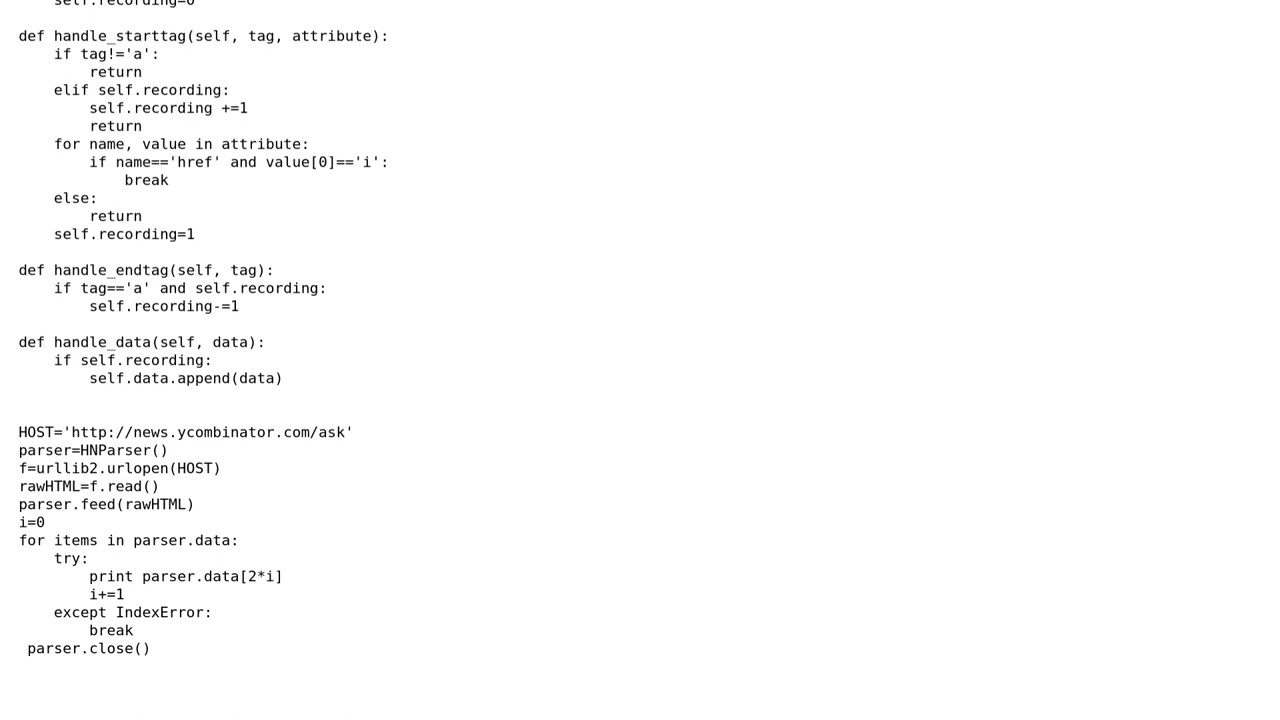 self.recording=0
def handle_starttag(self, tag, attribute):
if tag!='a':
return
elif self.recording:
self.recording +=1
return
for name, value in attribute:
if name=='href' and value[0]=='i':
break
else:
return
self.recording=1
def handle_endtag(self, tag):
if tag=='a' and self.recording:
self.recording-=1
def handle_data(self, data):
if self.recording:
self.data.append(data)
HOST='http://news.ycombinator.com/ask'
parser=HNParser()
f=urllib2.urlopen(HOST)
rawHTML=f.read()
parser.feed(rawHTML)
i=0
for items in parser.data:
try:
print parser.data[2*i]
i+=1
except IndexError:
break
parser.close()